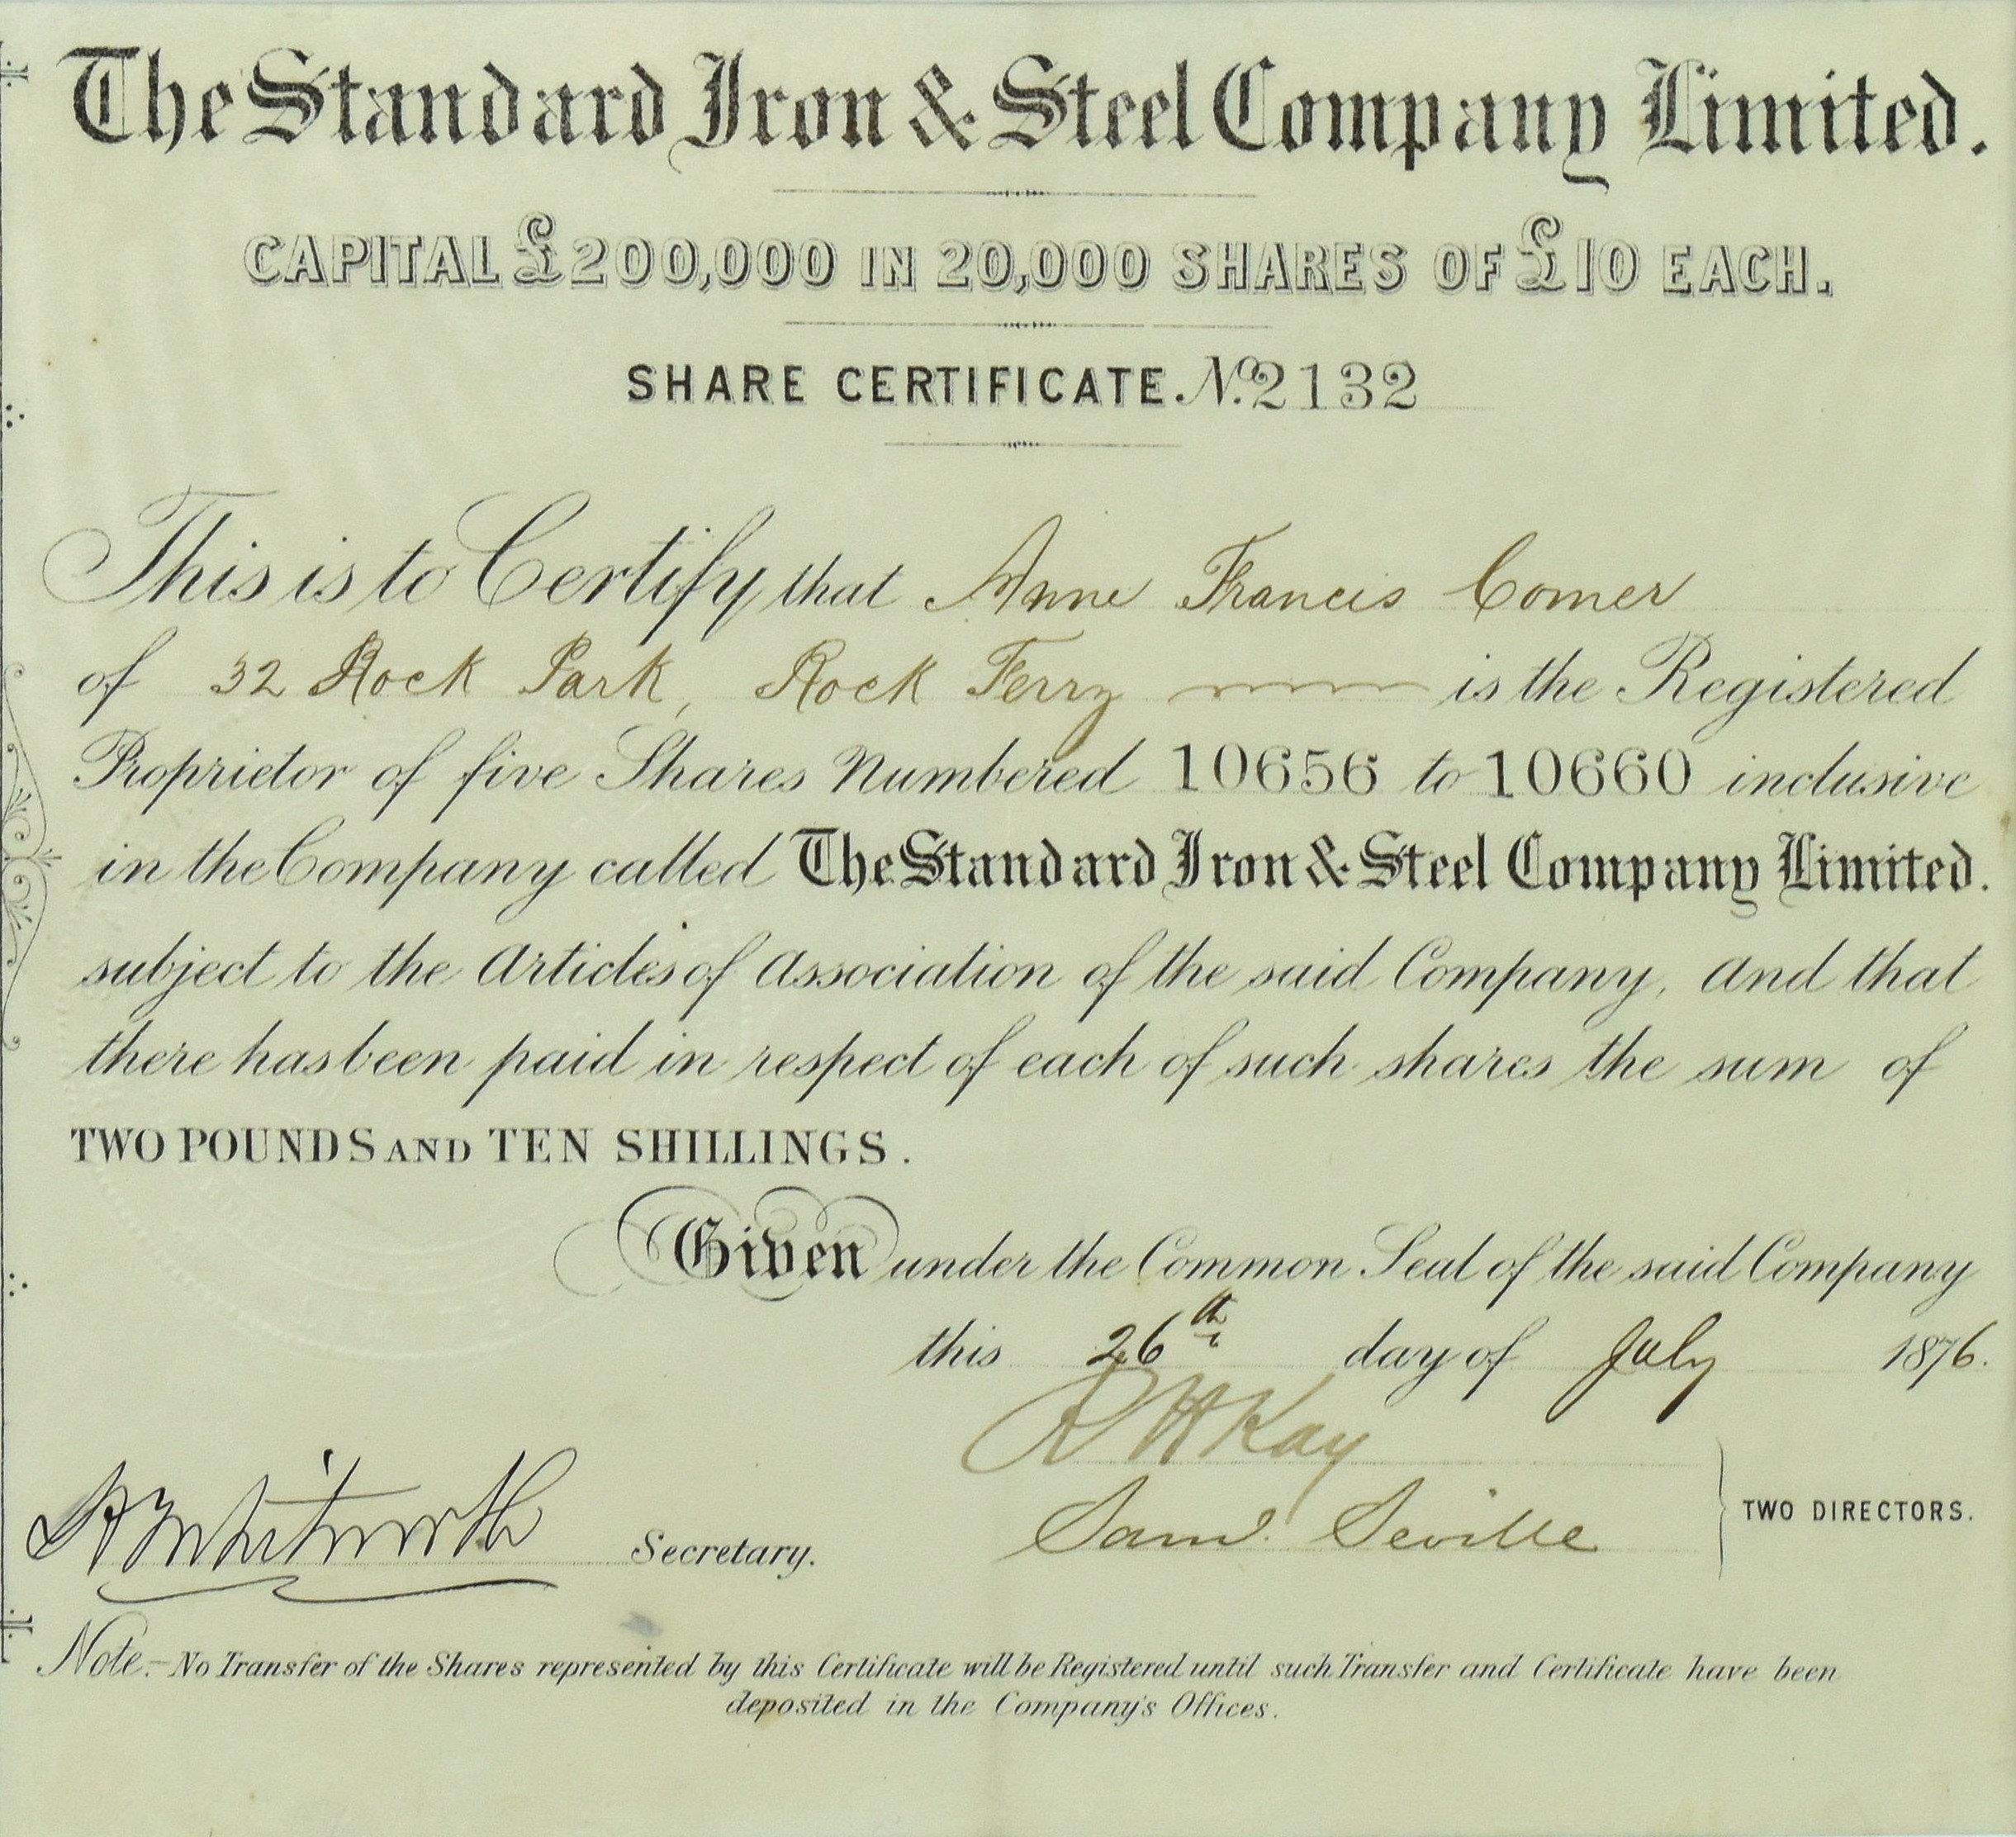 The Standard Iron & Steel Company Limited.
CAPITAL £200,000 IN 20,000 SHARES OF £10 EACH.
SHARE CERTIFICATE. No. 2132
This is to Certify that Anne Francis Comer
of 32 Rock Park, Rock Ferry is the Registered
Proprietor of five Shares Numbered 10656 to 10660 inclusive
in the Company called The Standard Iron & Steel Company Limited.
subject to the Articles of Association of the said Company, and that
there has been paid in respect of each of such shares the sum of
TWO POUNDS AND TEN SHILLINGS.
Given under the Common Seal of the said Company
this 26th day of July 1876.
R H Kay
Saml. Seville
TWO DIRECTORS.
Whitworth Secretary.
Note.—No Transfer of the Shares represented by this Certificate will be Registered until such Transfer and Certificate have been
deposited in the Company's Offices.